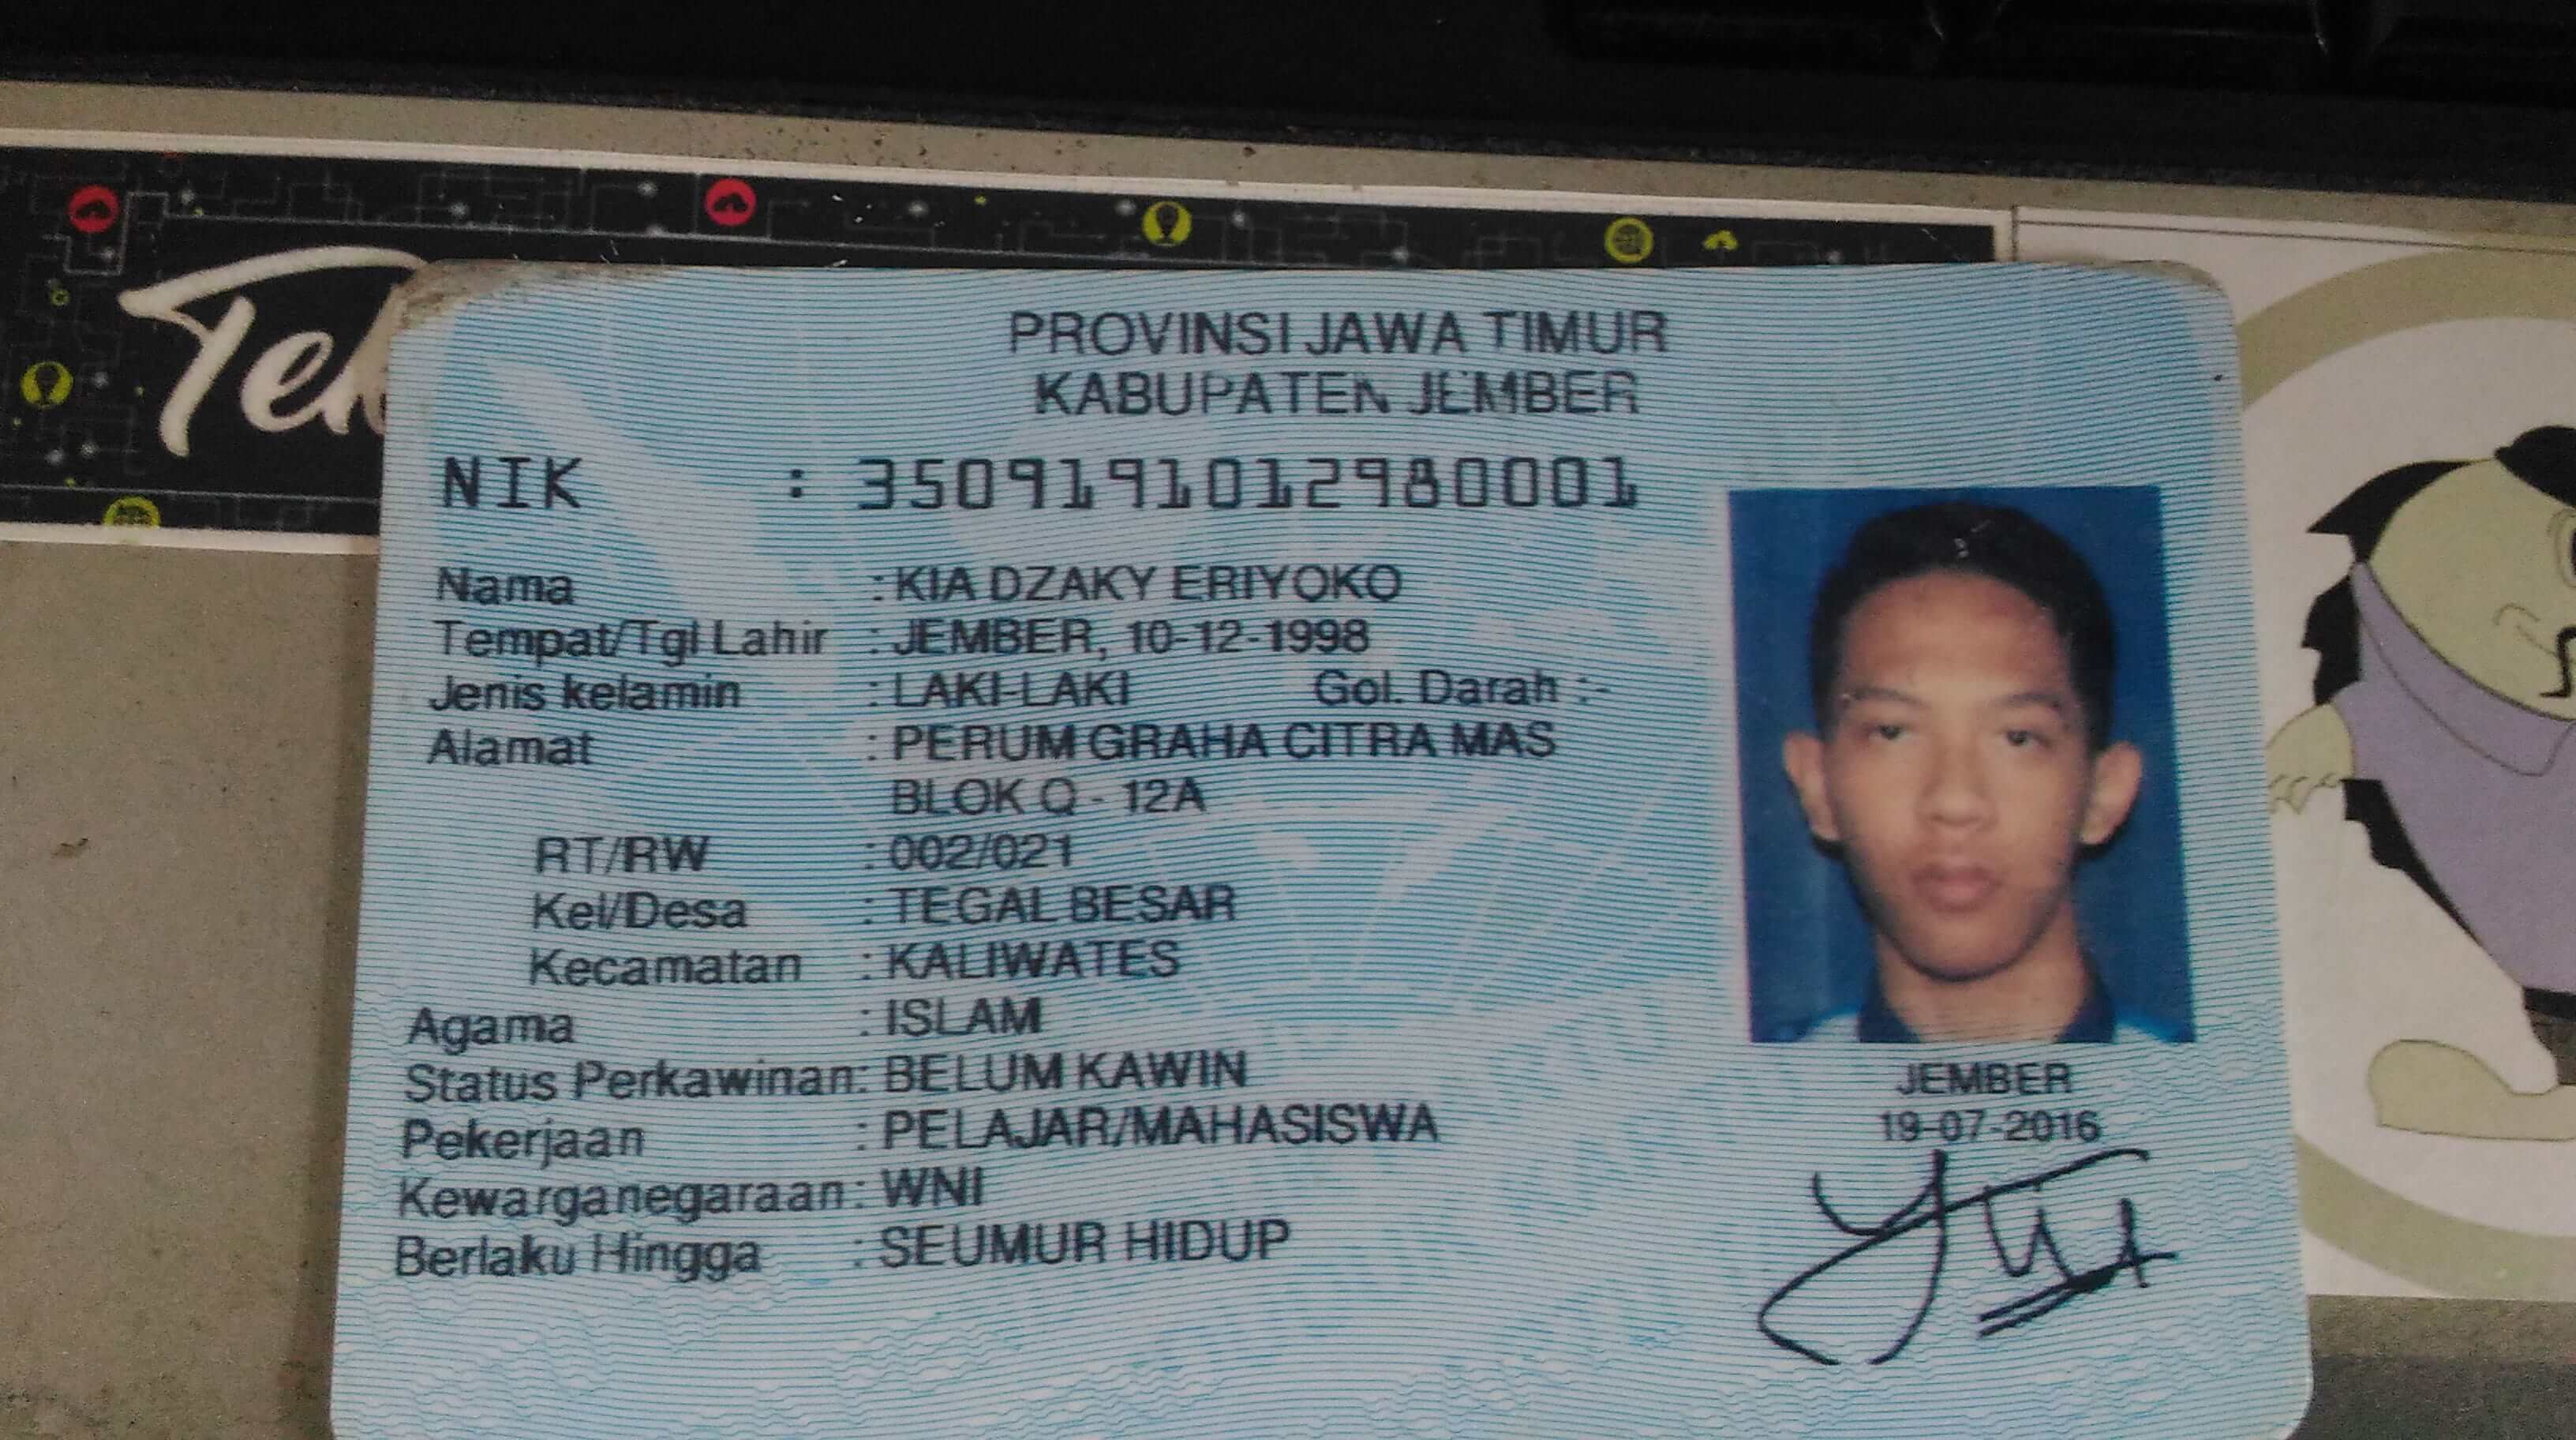 PROVINSI JAWA TIMUR
KABUPATEN JEMBER
NIK : 3509191012980001
Nama : KIA DZAKY ERIYOKO
Tempat/Tgl Lahir : JEMBER, 10-12-1998
Jenis kelamin : LAKI-LAKI Gol. Darah :-
Alamat : PERUM GRAHA CITRA MAS
BLOK Q - 12A
RT/RW : 002/021
Kel/Desa : TEGAL BESAR
Kecamatan : KALIWATES
Agama : ISLAM
Status Perkawinan: BELUM KAWIN
Pekerjaan : PELAJAR/MAHASISWA
Kewarganegaraan: WNI
Berlaku Hingga : SEUMUR HIDUP
JEMBER
19-07-2016